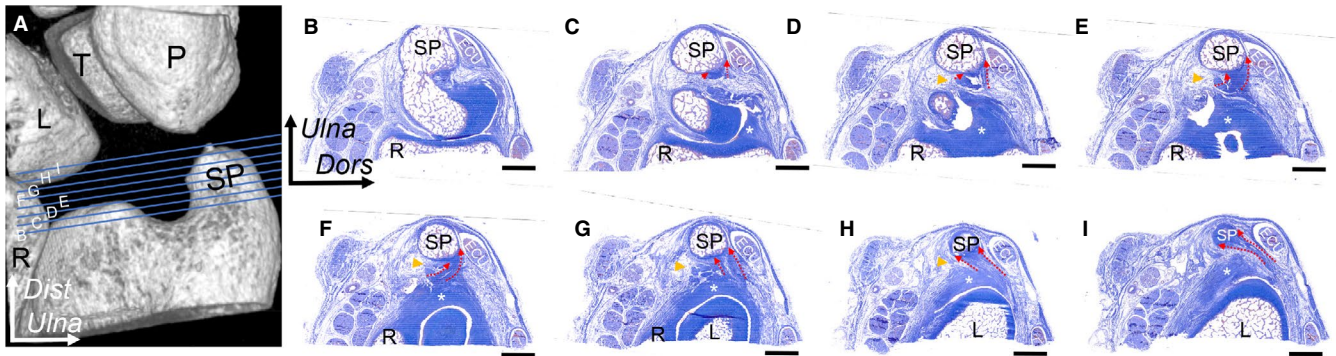 A
T
P
L
SP
I
H
G
F
E
D
C
B
R
Dist
Ulna
Ulna
Dors
B
SP
ECU
R
C
SP
ECU
*
R
D
SP
ECU
*
R
E
SP
ECU
*
R
F
SP
ECU
*
R
G
SP
ECU
*
R
L
H
SP
ECU
*
L
I
SP
ECU
*
L